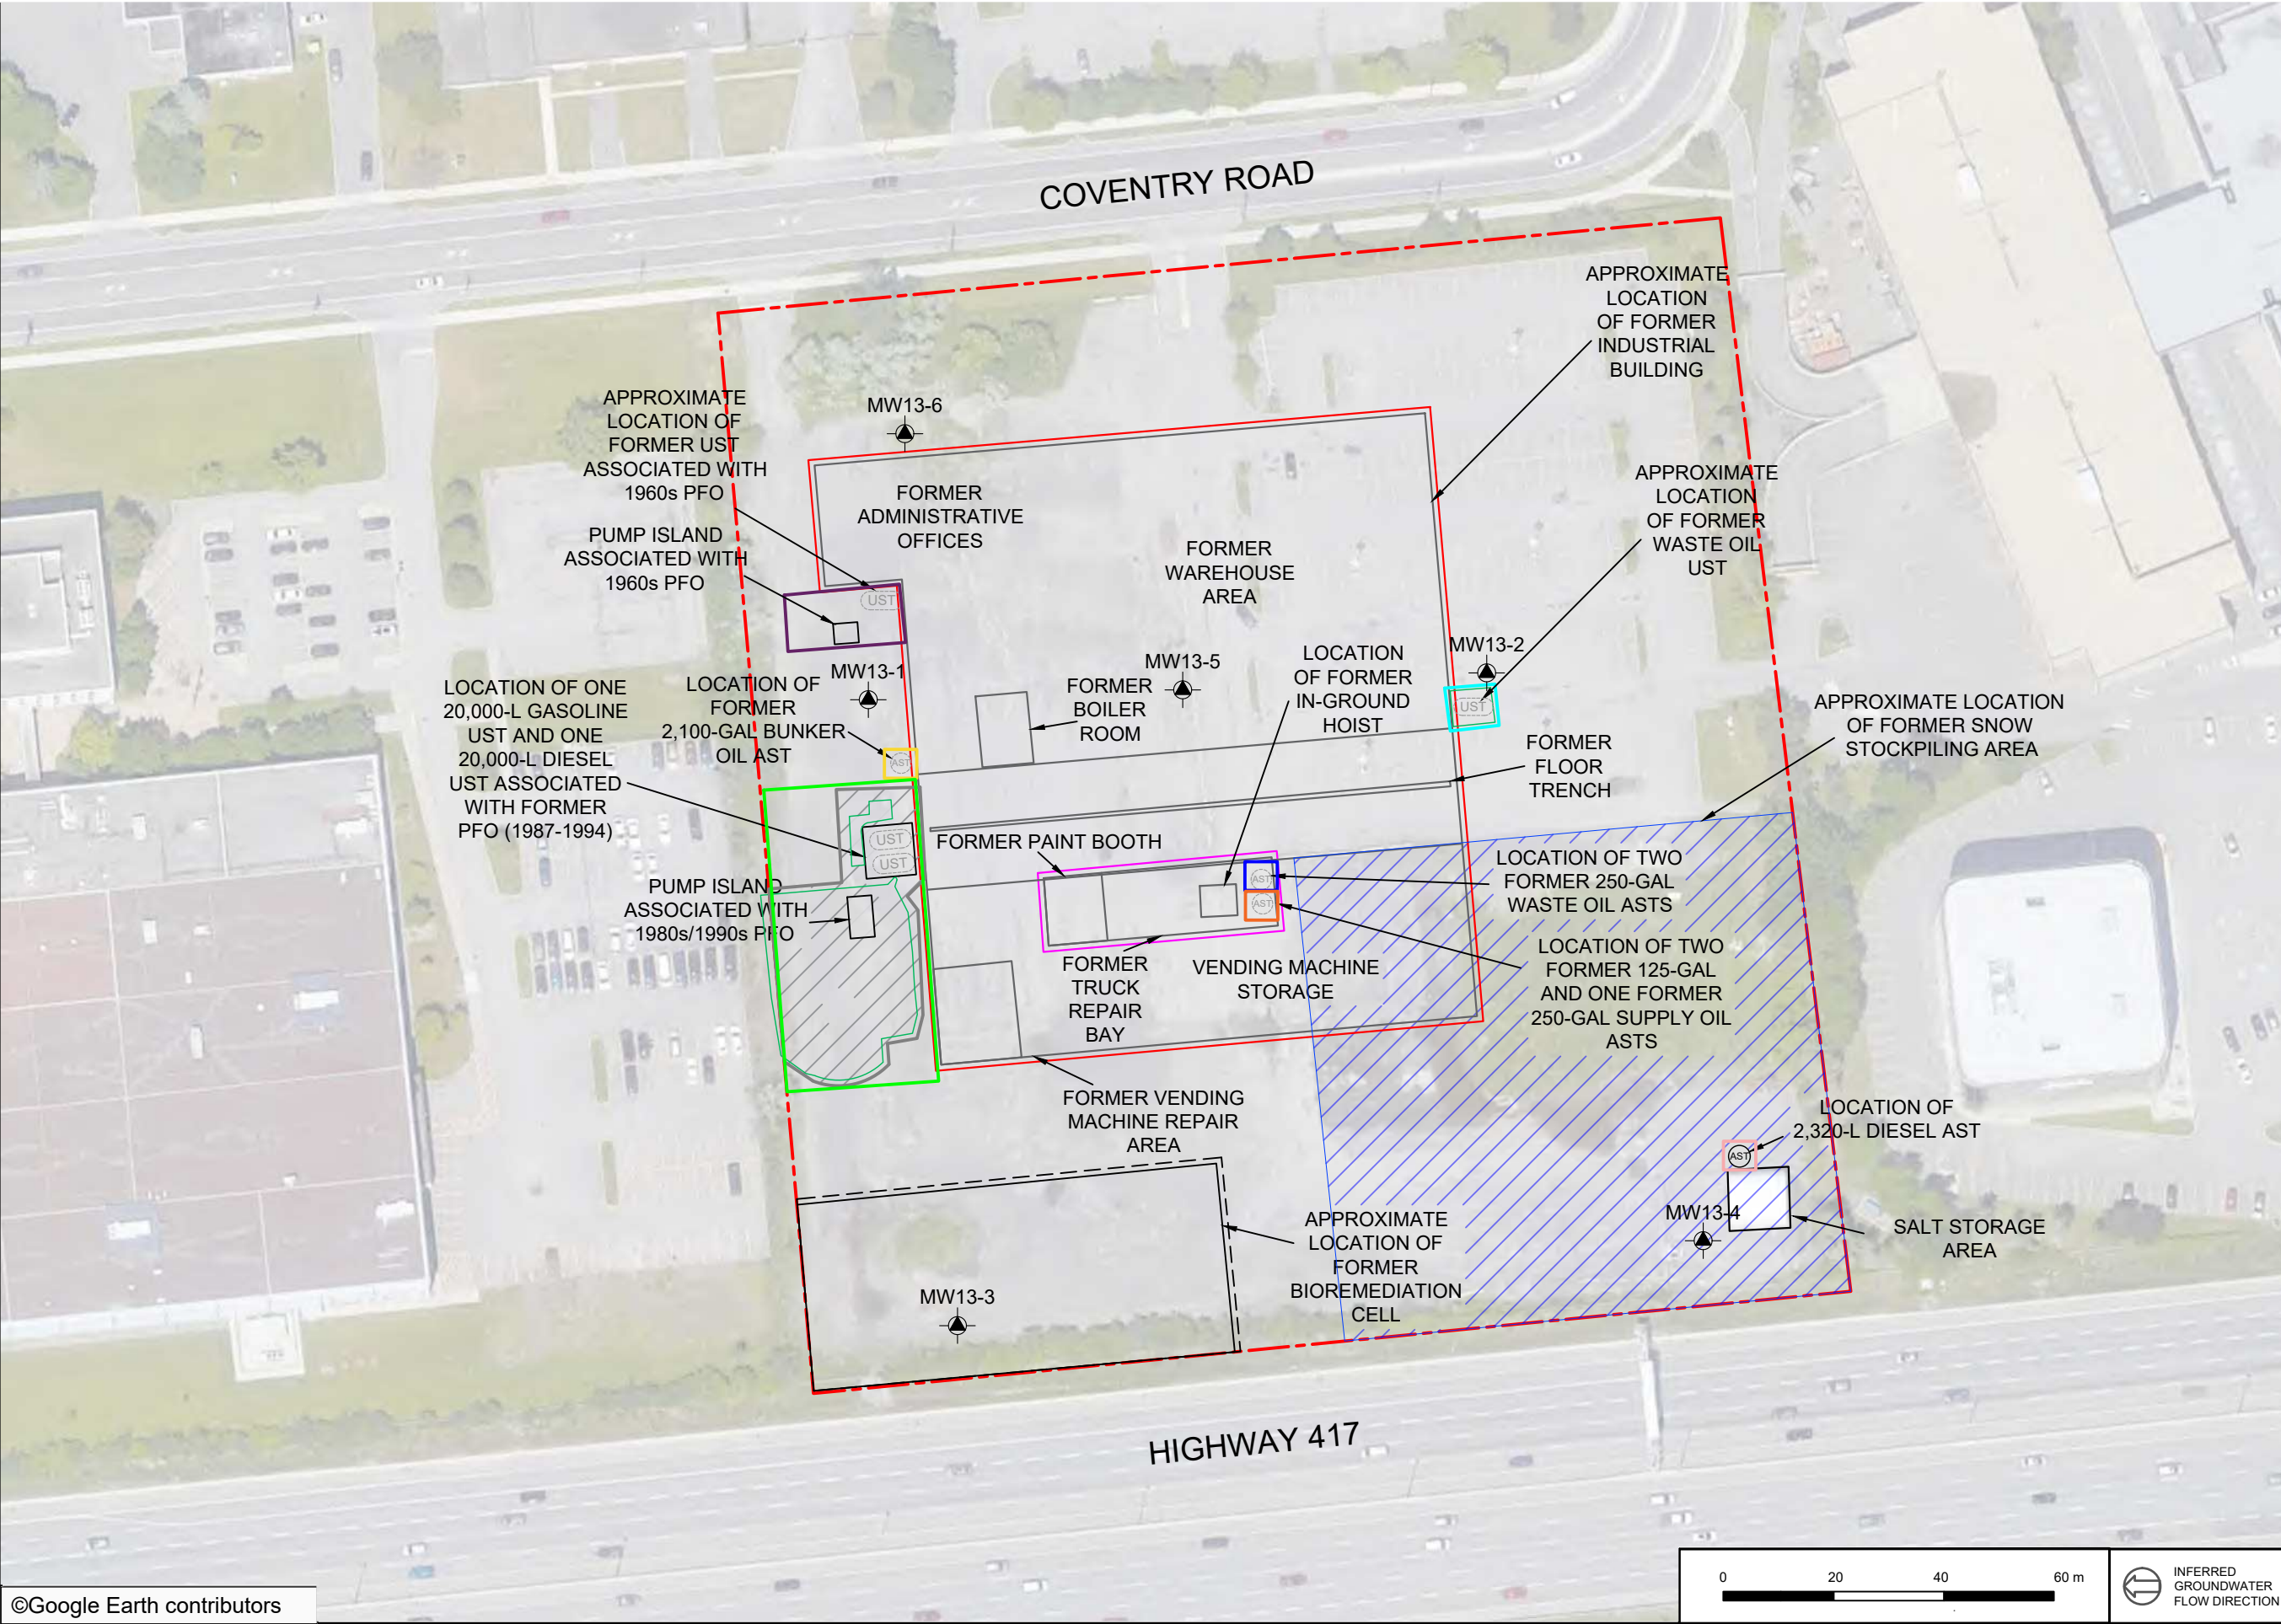 COVENTRY ROAD
APPROXIMATE
LOCATION
OF FORMER
INDUSTRIAL
BUILDING
APPROXIMATE
LOCATION OF
FORMER UST
ASSOCIATED WITH
1960s PFO
MW13-6
APPROXIMATE
LOCATION
OF FORMER
WASTE OIL
UST
FORMER
ADMINISTRATIVE
OFFICES
PUMP ISLAND
ASSOCIATED WITH
1960s PFO
FORMER
WAREHOUSE
AREA
UST
MW13-1
MW13-5
LOCATION
OF FORMER
IN-GROUND
HOIST
MW13-2
UST
LOCATION OF ONE
20,000-L GASOLINE
UST AND ONE
20,000-L DIESEL
UST ASSOCIATED
WITH FORMER
PFO (1987-1994)
LOCATION OF
FORMER
2,100-GAL BUNKER
OIL AST
AST
FORMER
BOILER
ROOM
APPROXIMATE LOCATION
OF FORMER SNOW
STOCKPILING AREA
FORMER
FLOOR
TRENCH
UST
UST
FORMER PAINT BOOTH
AST
AST
LOCATION OF TWO
FORMER 250-GAL
WASTE OIL ASTS
PUMP ISLAND
ASSOCIATED WITH
1980s/1990s PFO
LOCATION OF TWO
FORMER 125-GAL
AND ONE FORMER
250-GAL SUPPLY OIL
ASTS
FORMER
TRUCK
REPAIR
BAY
VENDING MACHINE
STORAGE
FORMER VENDING
MACHINE REPAIR
AREA
LOCATION OF
2,320-L DIESEL AST
AST
MW13-4
SALT STORAGE
AREA
APPROXIMATE
LOCATION OF
FORMER
BIOREMEDIATION
CELL
MW13-3
HIGHWAY 417
0 20 40 60 m
INFERRED
GROUNDWATER
FLOW DIRECTION
©Google Earth contributors